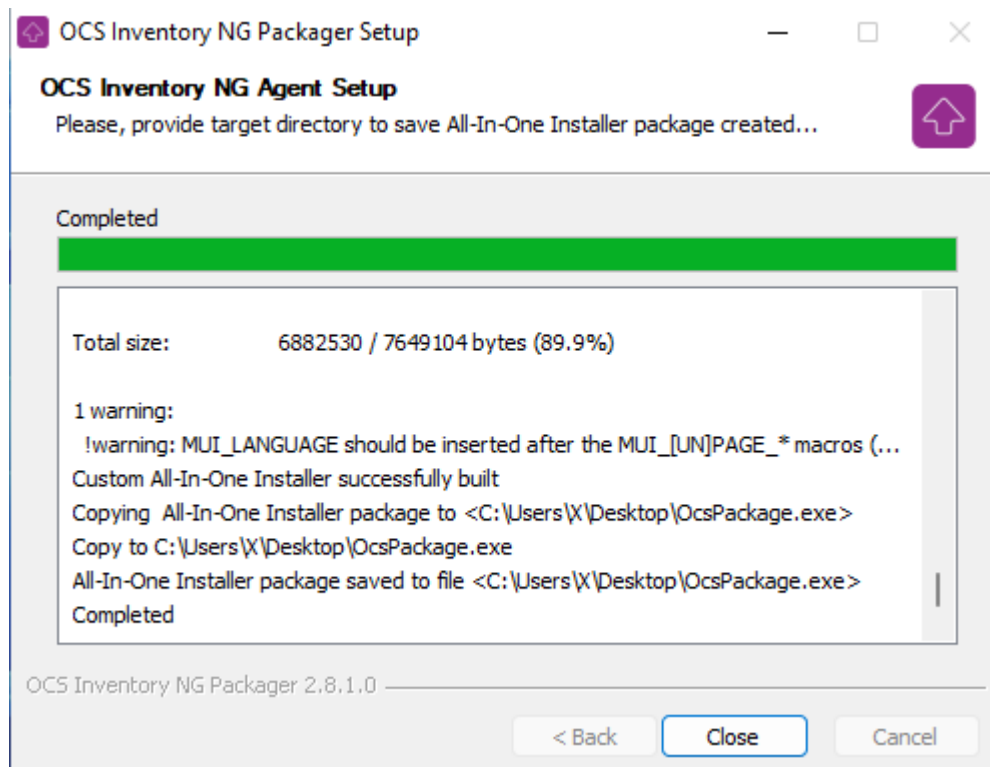 OCS Inventory NG Packager Setup
OCS Inventory NG Agent Setup
Please, provide target directory to save All-In-One Installer package created...
Completed
Total size: 6882530 / 7649104 bytes (89.9%)
1 warning:
!warning: MUI_LANGUAGE should be inserted after the MUI_[UN]PAGE_* macros (...
Custom All-In-One Installer successfully built
Copying  All-In-One Installer package to <C:\Users\X\Desktop\OcsPackage.exe>
Copy to C:\Users\X\Desktop\OcsPackage.exe
All-In-One Installer package saved to file <C:\Users\X\Desktop\OcsPackage.exe>
Completed
OCS Inventory NG Packager 2.8.1.0
< Back Close Cancel